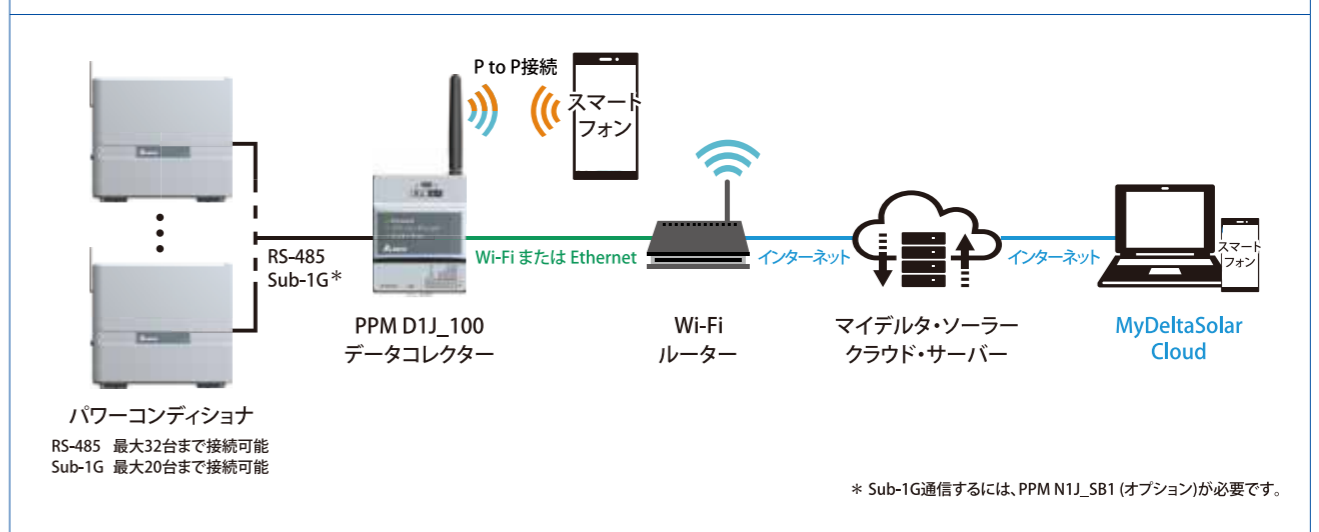 P to P接続
スマート
フォン
RS-485
Sub-1G＊
Wi-Fi または Ethernet
インターネット
インターネット
スマート
フォン
PPM D1J_100
データコレクター
Wi-Fi
ルーター
マイデルタ・ソーラー
クラウド・サーバー
MyDeltaSolar
Cloud
パワーコンディショナ
RS-485 最大32台まで接続可能
Sub-1G 最大20台まで接続可能
＊ Sub-1G通信するには、PPM N1J_SB1 (オプション)が必要です。